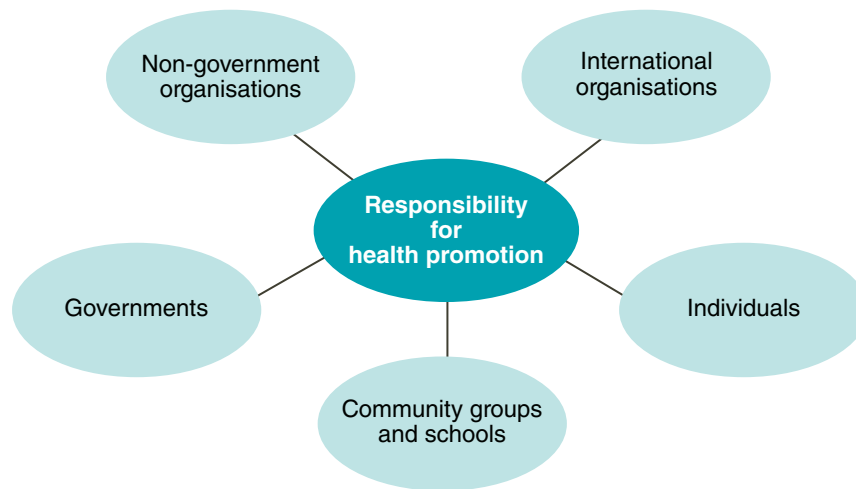 Non-government
organisations
International
organisations
Responsibility
for
health promotion
Governments
Individuals
Community groups
and schools